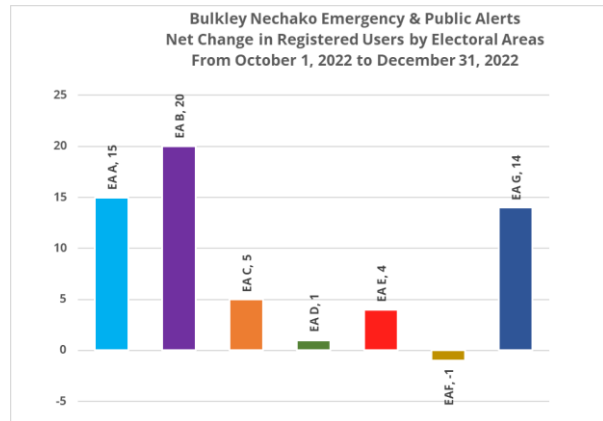 Bulkley Nechako Emergency & Public Alerts
Net Change in Registered Users by Electoral Areas
From October 1, 2022 to December 31, 2022
25
20
15
10
5
0
-5
EA A, 15
EA B, 20
EA C, 5
EA D, 1
EA E, 4
EAF, -1
EA G, 14